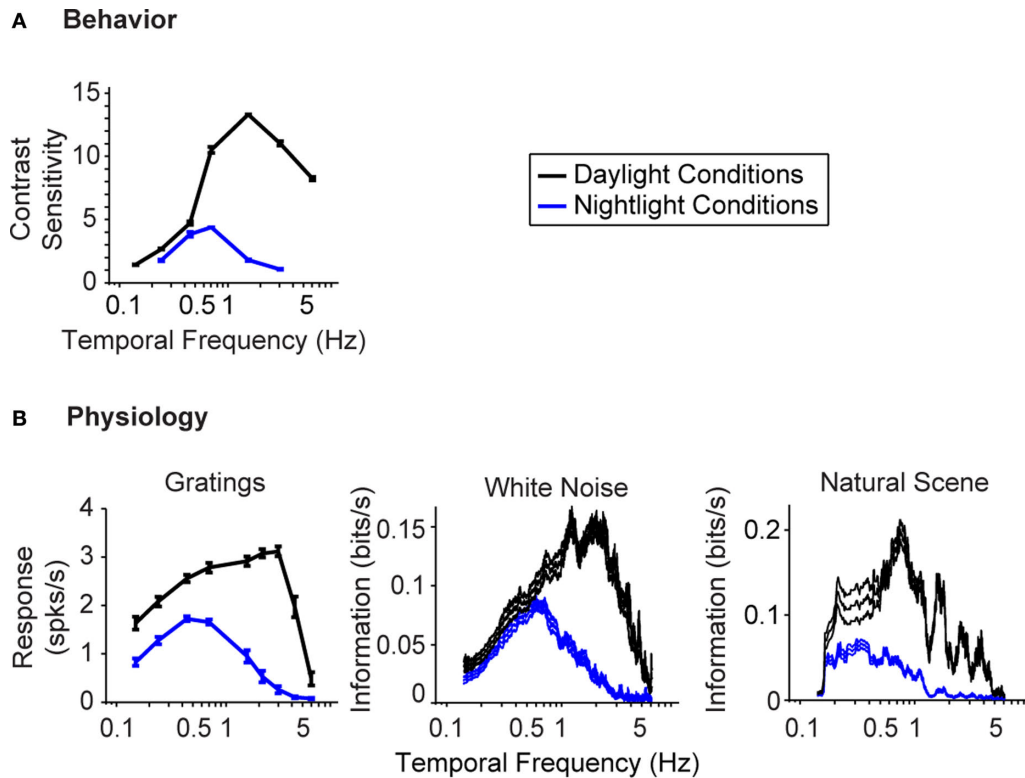 A Behavior
15
10
5
0
Contrast
Sensitivity
0.1 0.5 1 5
Temporal Frequency (Hz)
Daylight Conditions
Nightlight Conditions
B Physiology
Gratings
4
3
2
1
0
Response
(spks/s)
0.1 0.5 1 5
White Noise
0.15
0.1
0.05
0
Information (bits/s)
0.1 0.5 1 5
Natural Scene
0.2
0.1
0
Information (bits/s)
0.1 0.5 1 5
Temporal Frequency (Hz)